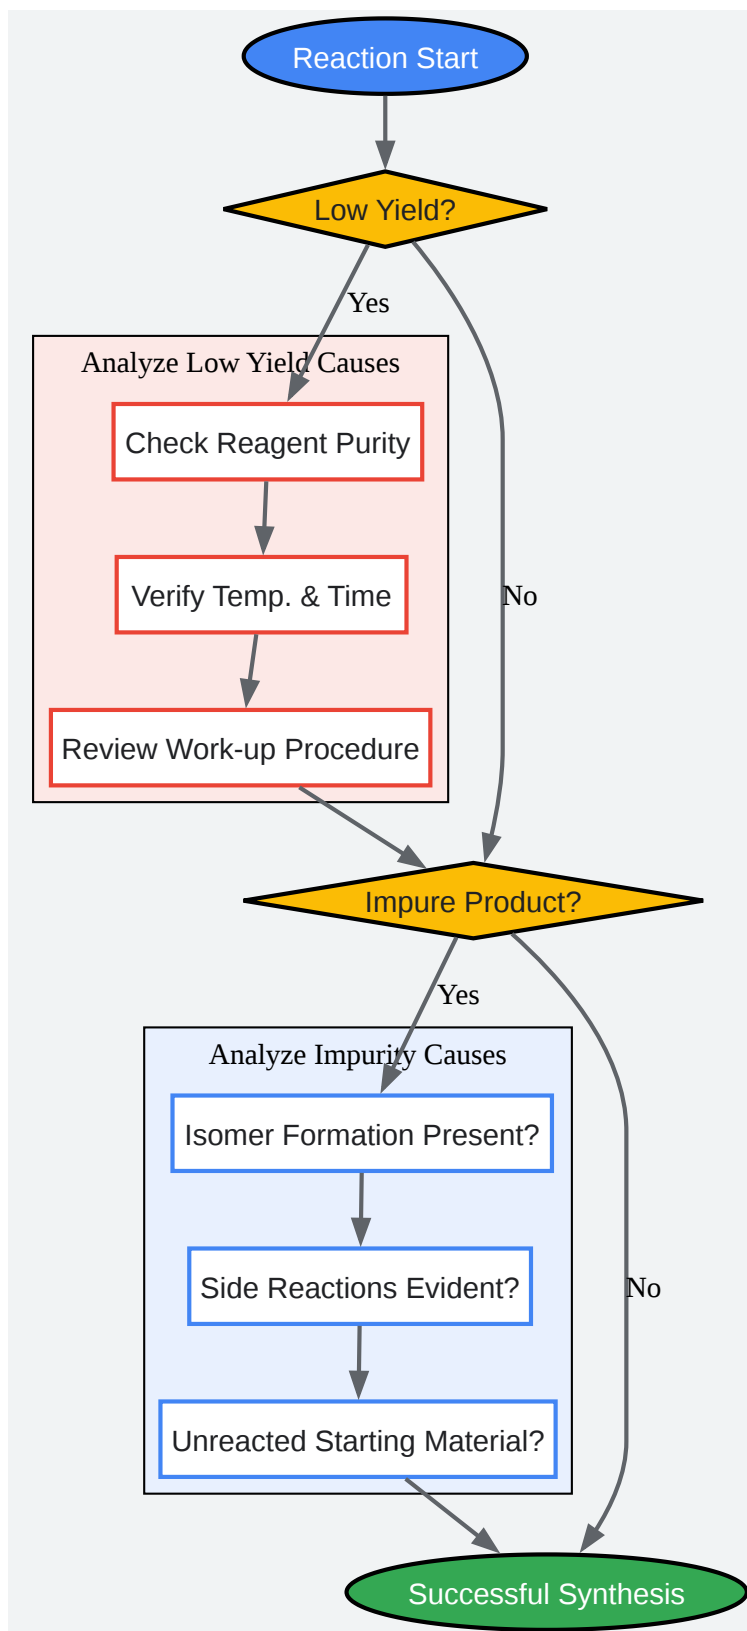 Reaction Start
Low Yield?
Yes
Analyze Low Yield Causes
Check Reagent Purity
Verify Temp. & Time
No
Review Work-up Procedure
Impure Product?
Yes
Analyze Impurity Causes
Isomer Formation Present?
Side Reactions Evident?
No
Unreacted Starting Material?
Successful Synthesis